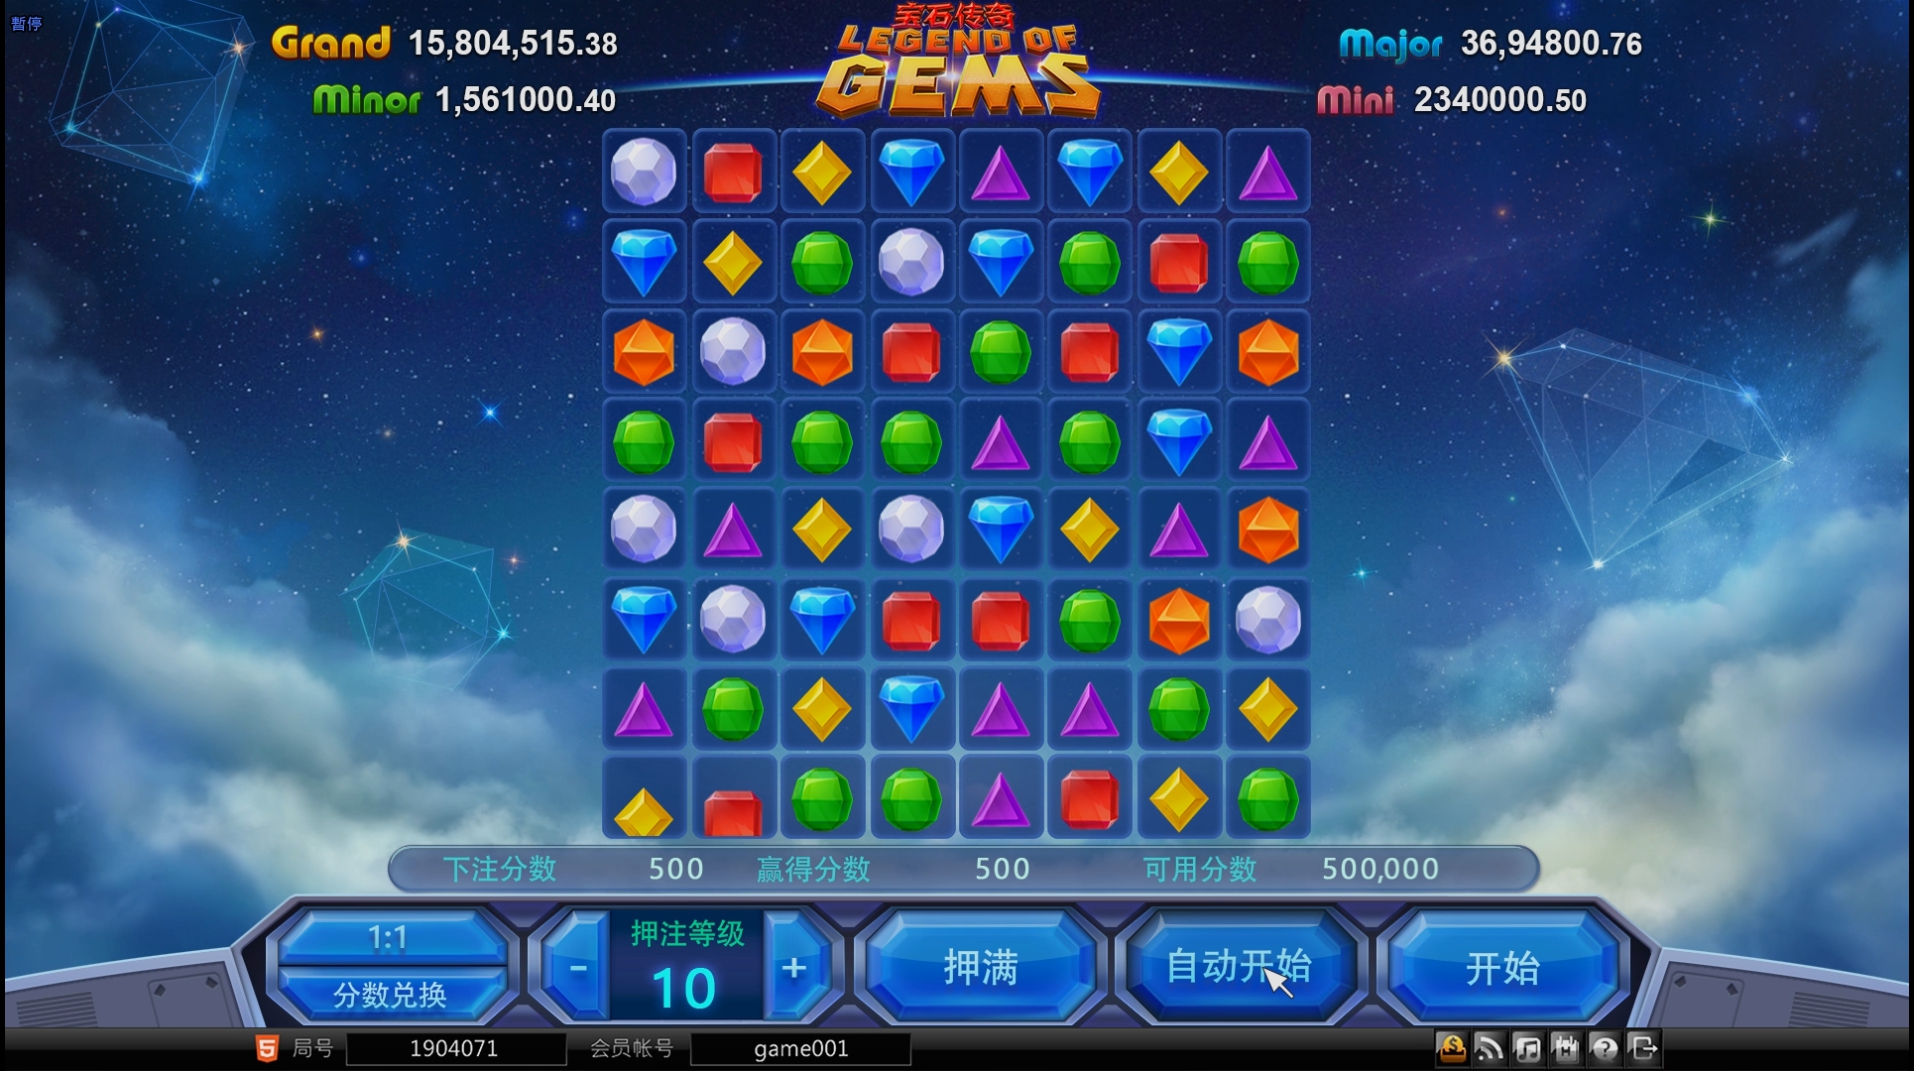 暫停
Grand 15,804,515.38
宝石传奇
LEGEND OF
GEMS
Major 36,94800.76
Minor 1,561000.40
Mini 2340000.50
下注分数 500 赢得分数 500 可用分数 500,000
1:1
分数兑换
-
押注等级
10
+
押满
自动开始
开始
5 局号 1904071 会员帐号 game001
$ ?